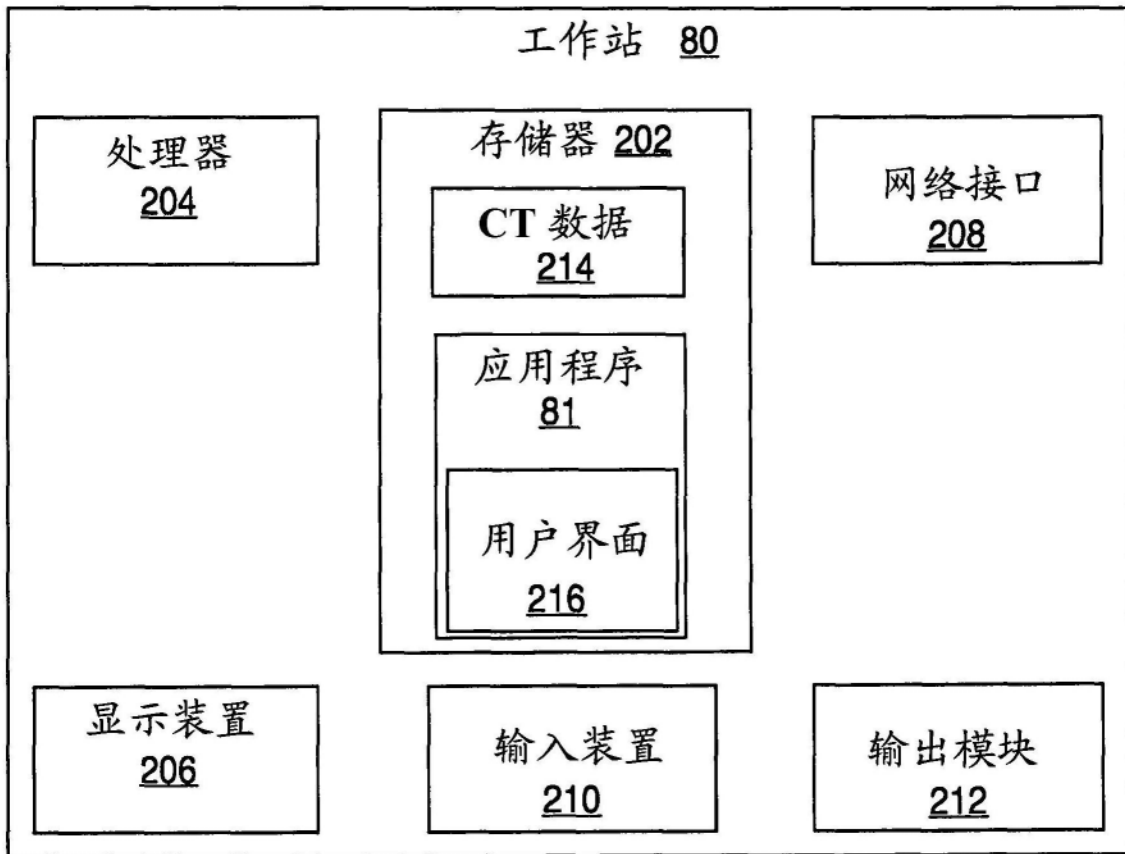 工作站 80
处理器
204
存储器 202
CT 数据
214
应用程序
81
用户界面
216
网络接口
208
显示装置
206
输入装置
210
输出模块
212